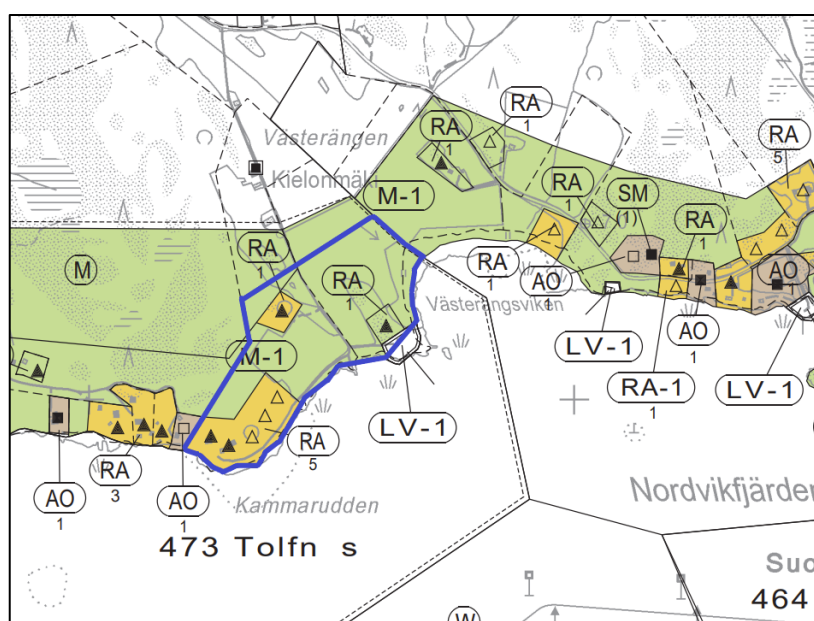 RA
1
RA
1
RA
5
Västerängen
Kielonmäki
M-1
RA
1
SM
(1)
RA
1
M
RA
1
RA
1
RA
1
AO
1
AO
1
Västerängsviken
LV-1
AO
1
RA-1
1
LV-1
M-1
LV-1
RA
3
RA
5
AO
1
AO
1
Kammarudden
Nordvikfjärden
473 Tolfn s
Suo
464
W